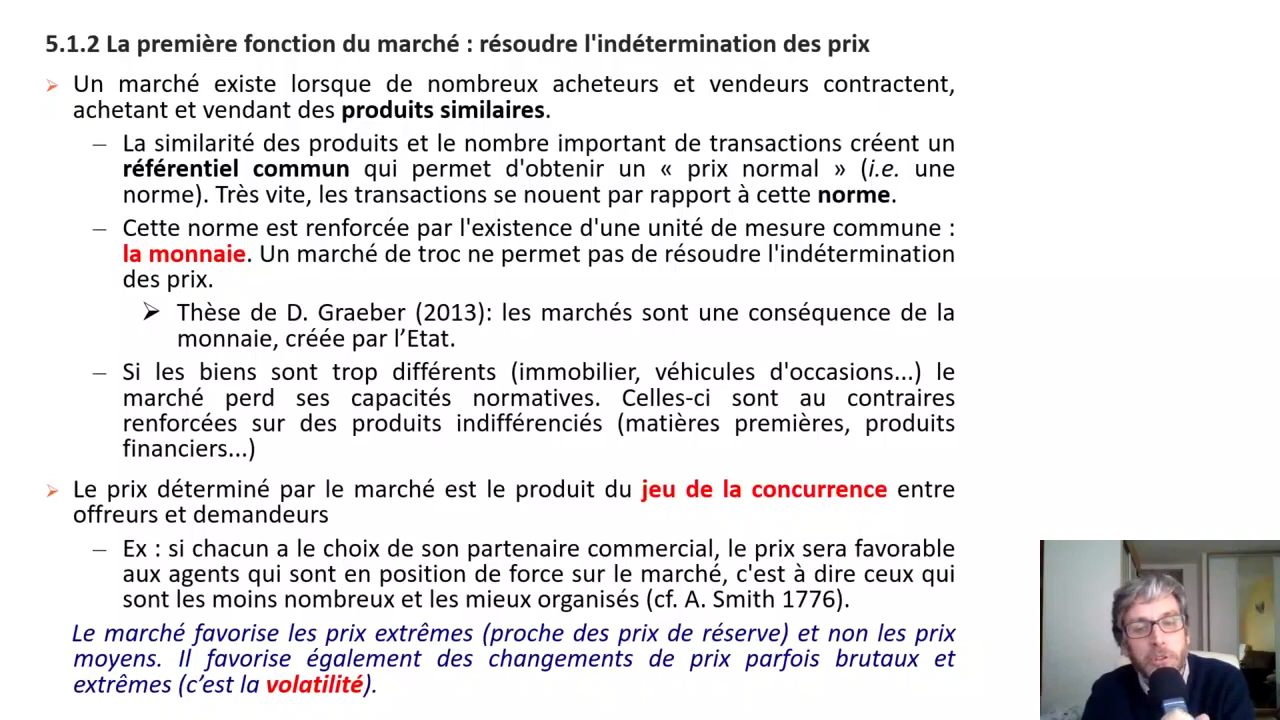 5.1.2 La première fonction du marché : résoudre l'indétermination des prix
Un marché existe lorsque de nombreux acheteurs et vendeurs contractent,
achetant et vendant des produits similaires.
– La similarité des produits et le nombre important de transactions créent un
référentiel commun qui permet d'obtenir un « prix normal » (i.e. une
norme). Très vite, les transactions se nouent par rapport à cette norme.
– Cette norme est renforcée par l'existence d'une unité de mesure commune :
la monnaie. Un marché de troc ne permet pas de résoudre l'indétermination
des prix.
Thèse de D. Graeber (2013): les marchés sont une conséquence de la
monnaie, créée par l’Etat.
– Si les biens sont trop différents (immobilier, véhicules d'occasions...) le
marché perd ses capacités normatives. Celles-ci sont au contraires
renforcées sur des produits indifférenciés (matières premières, produits
financiers...)
Le prix déterminé par le marché est le produit du jeu de la concurrence entre
offreurs et demandeurs
– Ex : si chacun a le choix de son partenaire commercial, le prix sera favorable
aux agents qui sont en position de force sur le marché, c'est à dire ceux qui
sont les moins nombreux et les mieux organisés (cf. A. Smith 1776).
Le marché favorise les prix extrêmes (proche des prix de réserve) et non les prix
moyens. Il favorise également des changements de prix parfois brutaux et
extrêmes (c’est la volatilité).